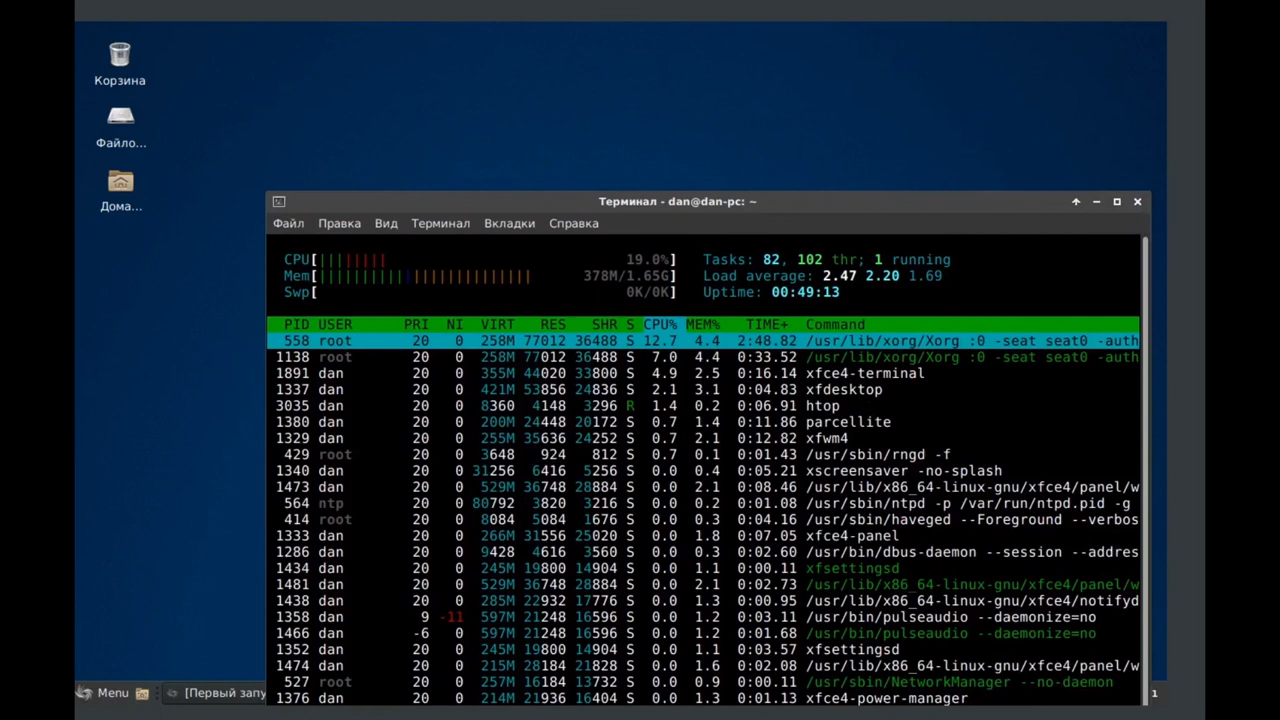 Корзина
Файло...
Дома...
Терминал - dan@dan-pc: ~
Файл Правка Вид Терминал Вкладки Справка
CPU[||||||||| 19.0%] Tasks: 82, 102 thr; 1 running
Mem[|||||||||||||||||||||||||| 378M/1.65G] Load average: 2.47 2.20 1.69
Swp[ 0K/0K] Uptime: 00:49:13
PID USER PRI NI VIRT RES SHR S CPU% MEM% TIME+ Command
558 root 20 0 258M 77012 36488 S 12.7 4.4 2:48.82 /usr/lib/xorg/Xorg :0 -seat seat0 -auth
1138 root 20 0 258M 77012 36488 S 7.0 4.4 0:33.52 /usr/lib/xorg/Xorg :0 -seat seat0 -auth
1891 dan 20 0 355M 44020 33800 S 4.9 2.5 0:16.14 xfce4-terminal
1337 dan 20 0 421M 53856 24836 S 2.1 3.1 0:04.83 xfdesktop
3035 dan 20 0 8360 4148 3296 R 1.4 0.2 0:06.91 htop
1380 dan 20 0 200M 24448 20172 S 0.7 1.4 0:11.86 parcellite
1329 dan 20 0 255M 35636 24252 S 0.7 2.1 0:12.82 xfwm4
429 root 20 0 3648 924 812 S 0.7 0.1 0:01.43 /usr/sbin/rngd -f
1340 dan 20 0 31256 6416 5256 S 0.0 0.4 0:05.21 xscreensaver -no-splash
1473 dan 20 0 529M 36748 28884 S 0.0 2.1 0:08.46 /usr/lib/x86_64-linux-gnu/xfce4/panel/w
564 ntp 20 0 80792 3820 3216 S 0.0 0.2 0:01.08 /usr/sbin/ntpd -p /var/run/ntpd.pid -g
414 root 20 0 8084 5084 1676 S 0.0 0.3 0:04.16 /usr/sbin/haveged --Foreground --verbos
1333 dan 20 0 266M 31556 25020 S 0.0 1.8 0:07.05 xfce4-panel
1286 dan 20 0 9428 4616 3560 S 0.0 0.3 0:02.60 /usr/bin/dbus-daemon --session --addres
1434 dan 20 0 245M 19800 14904 S 0.0 1.1 0:00.11 xfsettingsd
1481 dan 20 0 529M 36748 28884 S 0.0 2.1 0:02.73 /usr/lib/x86_64-linux-gnu/xfce4/panel/w
1438 dan 20 0 285M 22932 17776 S 0.0 1.3 0:00.95 /usr/lib/x86_64-linux-gnu/xfce4/notifyd
1358 dan 9 -11 597M 21248 16596 S 0.0 1.2 0:03.11 /usr/bin/pulseaudio --daemonize=no
1466 dan -6 0 597M 21248 16596 S 0.0 1.2 0:01.68 /usr/bin/pulseaudio --daemonize=no
1352 dan 20 0 245M 19800 14904 S 0.0 1.1 0:03.57 xfsettingsd
1474 dan 20 0 215M 28184 21828 S 0.0 1.6 0:02.08 /usr/lib/x86_64-linux-gnu/xfce4/panel/w
527 root 20 0 257M 16184 13732 S 0.0 0.9 0:00.11 /usr/sbin/NetworkManager --no-daemon
1376 dan 20 0 214M 21936 16404 S 0.0 1.2 0:01.13 xfce4-power-manager
Menu [Первый запу 1